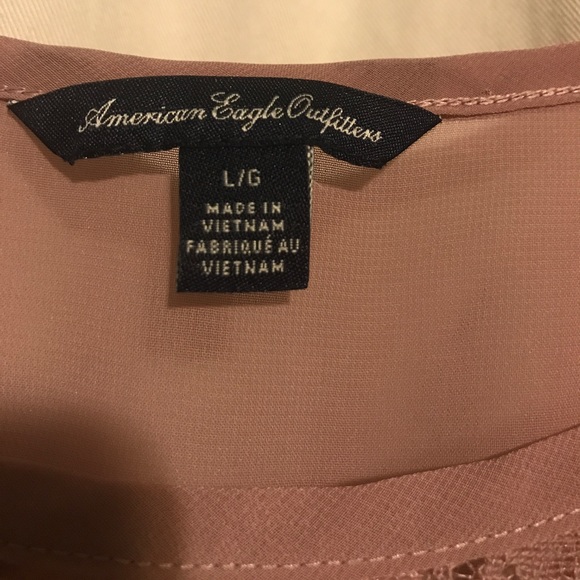 American Eagle Outfitters
L/G
MADE IN
VIETNAM
FABRIQUÉ AU
VIETNAM